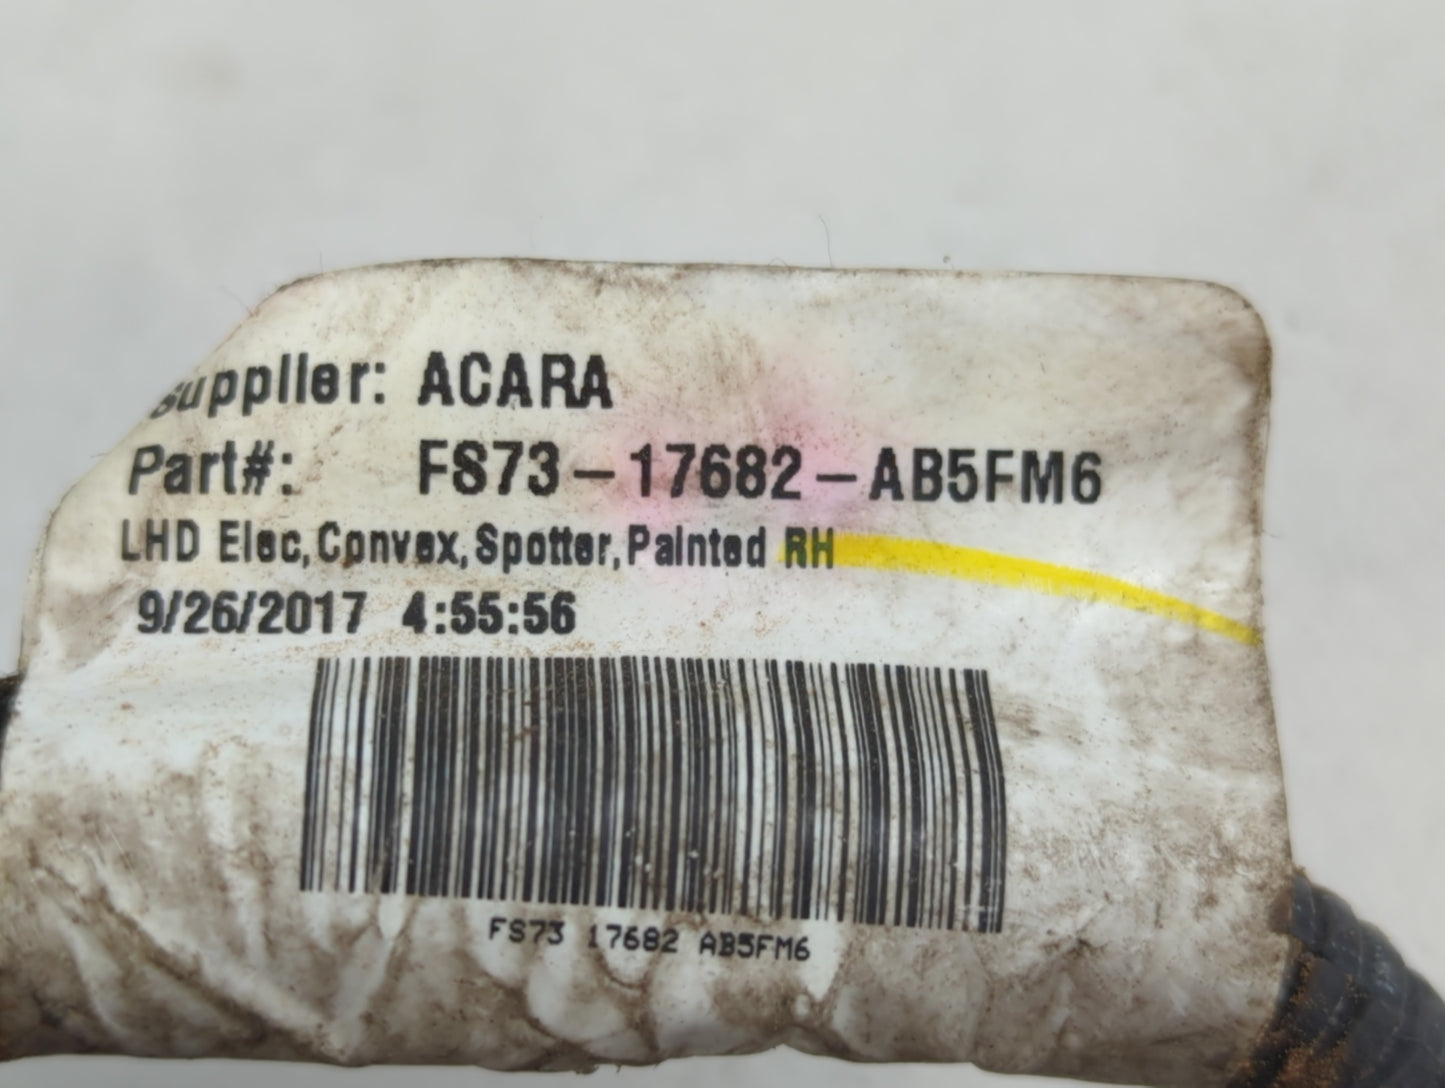 Supplier: ACARA
Part#: FS73-17682-AB5FM6
LHD Elec, Convex, Spotter, Painted RH
9/26/2017 4:55:56
FS73 17682 AB5FM6